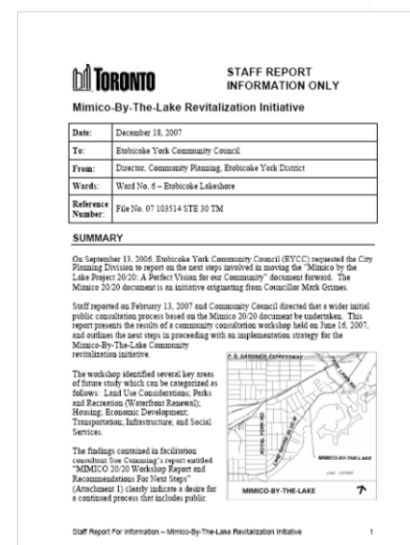 TORONTO
STAFF REPORT
INFORMATION ONLY
Mimico-By-The-Lake Revitalization Initiative
Date: December 18, 2007
To: Etobicoke York Community Council
From: Director, Community Planning, Etobicoke York District
Wards: Ward No. 6 – Etobicoke Lakeshore
Reference
Number: File No. 07 103514 STE 30 TM
SUMMARY
On September 13, 2006, Etobicoke York Community Council (EYCC) requested the City
Planning Division to report on the next steps involved in moving the “Mimico by the
Lake Project 20/20: A Perfect Vision for our Community” document forward. The
Mimico 20/20 document is an initiative originating from Councillor Mark Grimes.
Staff reported on February 13, 2007 and Community Council directed that a wider initial
public consultation process based on the Mimico 20/20 document be undertaken. This
report presents the results of a community consultation workshop held on June 16, 2007,
and outlines the next steps in proceeding with an implementation strategy for the
Mimico-By-The-Lake Community
revitalization initiative.
The workshop identified several key areas
of future study which can be categorized as
follows: Land Use Considerations; Parks
and Recreation (Waterfront Renewal);
Housing; Economic Development;
Transportation; Infrastructure; and Social
Services.
The findings contained in facilitation
consultant Sue Cumming’s report entitled
“MIMICO 20/20 Workshop Report and
Recommendations For Next Steps”
(Attachment 1) clearly indicate a desire for
a continued process that includes public
F. G. GARDINER EXPRESSWAY
ROYAL YORK RD
LAKE SHORE BLVD W
MIMICO-BY-THE-LAKE
LAKE ONTARIO
MIMICO-BY-THE-LAKE
Staff Report For Information – Mimico-By-The-Lake Revitalization Initiative 1